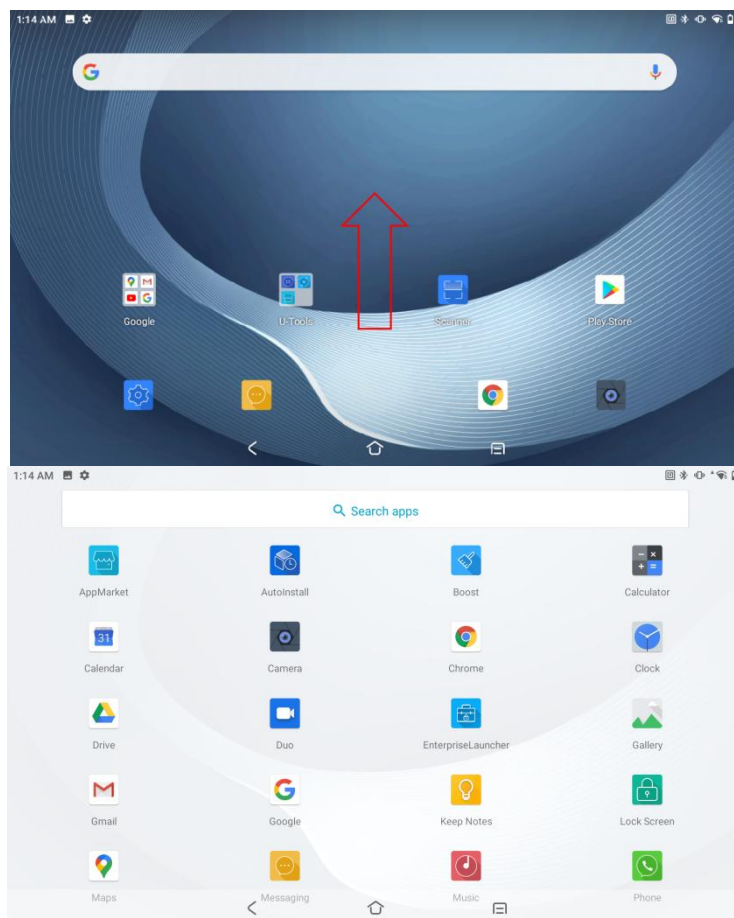 1:14 AM
Google
U-Tools
Scanner
Play Store
1:14 AM
Search apps
AppMarket
AutoInstall
Boost
Calculator
31
Calendar
Camera
Chrome
Clock
Drive
Duo
EnterpriseLauncher
Gallery
Gmail
Google
Keep Notes
Lock Screen
Maps
Messaging
Music
Phone